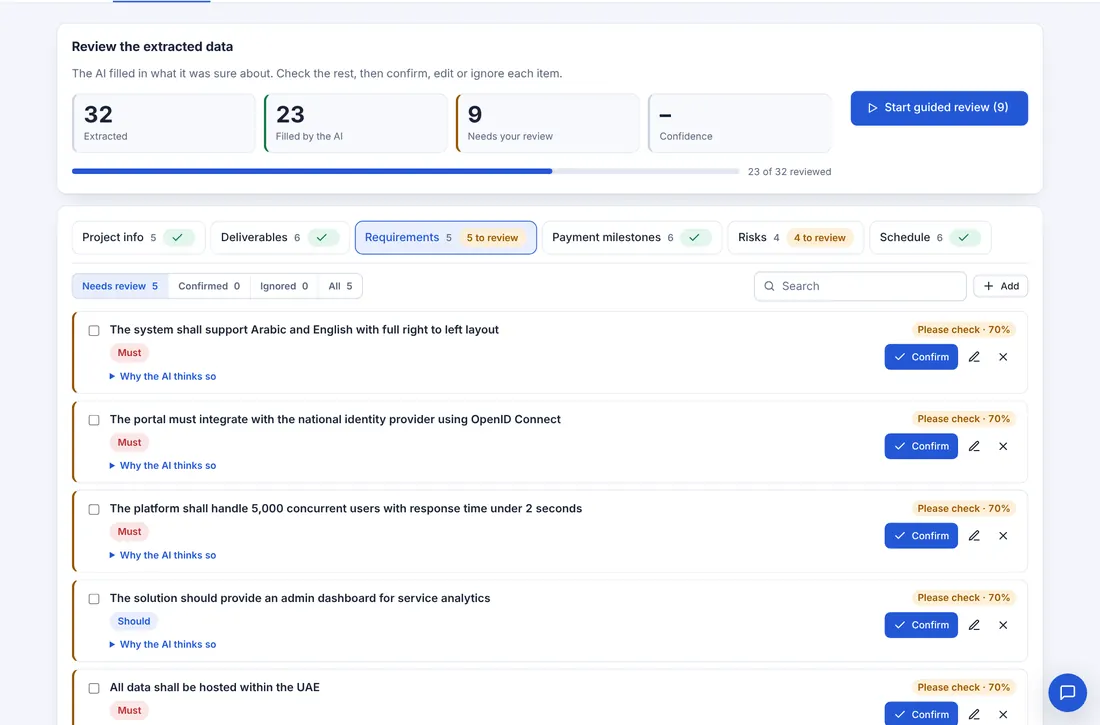 Review the extracted data
The AI filled in what it was sure about. Check the rest, then confirm, edit or ignore each item.
32
Extracted
23
Filled by the AI
9
Needs your review
–
Confidence
Start guided review (9)
23 of 32 reviewed
Project info 5
Deliverables 6
Requirements 5 5 to review
Payment milestones 6
Risks 4 4 to review
Schedule 6
Needs review 5
Confirmed 0
Ignored 0
All 5
Search
Add
The system shall support Arabic and English with full right to left layout
Please check · 70%
Must
Confirm
Why the AI thinks so
The portal must integrate with the national identity provider using OpenID Connect
Please check · 70%
Must
Confirm
Why the AI thinks so
The platform shall handle 5,000 concurrent users with response time under 2 seconds
Please check · 70%
Must
Confirm
Why the AI thinks so
The solution should provide an admin dashboard for service analytics
Please check · 70%
Should
Confirm
Why the AI thinks so
All data shall be hosted within the UAE
Please check · 70%
Must
Confirm